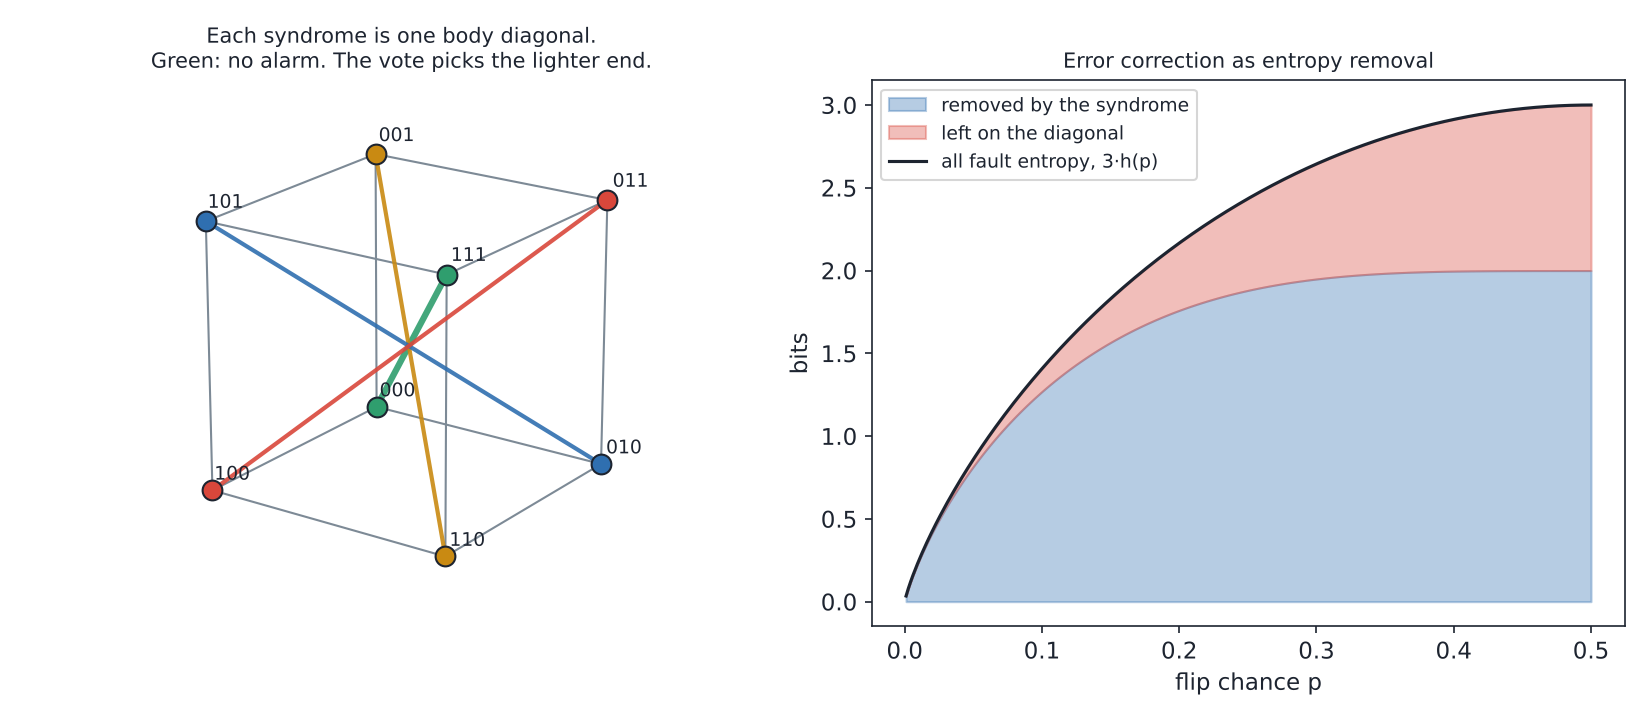 Each syndrome is one body diagonal.
Green: no alarm. The vote picks the lighter end.
001
011
101
111
000
010
100
110
Error correction as entropy removal
removed by the syndrome
left on the diagonal
all fault entropy, 3·h(p)
3.0
2.5
2.0
1.5
1.0
0.5
0.0
bits
0.0 0.1 0.2 0.3 0.4 0.5
flip chance p